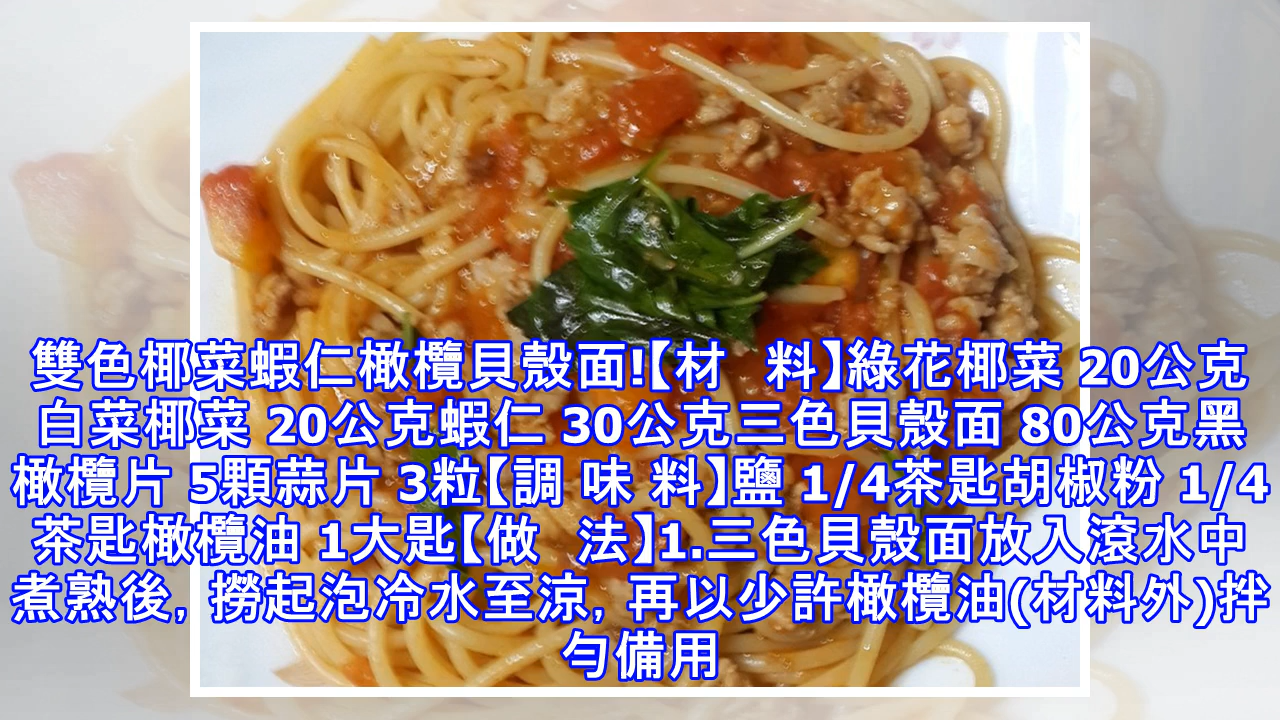 雙色椰菜蝦仁橄欖貝殼面!【材　料】綠花椰菜 20公克
白菜椰菜 20公克蝦仁 30公克三色貝殼面 80公克黑
橄欖片 5顆蒜片 3粒【調 味 料】鹽 1/4茶匙胡椒粉 1/4
茶匙橄欖油 1大匙【做　法】1.三色貝殼面放入滾水中
煮熟後, 撈起泡冷水至涼, 再以少許橄欖油(材料外)拌
勻備用